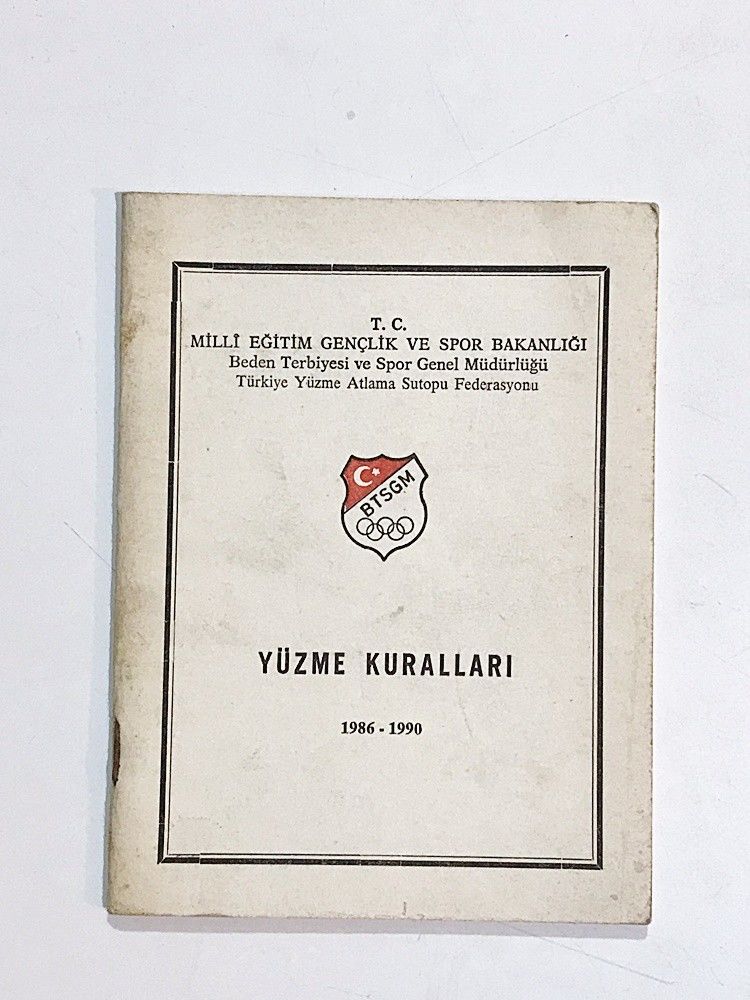 T. C.
MİLLÎ EĞİTİM GENÇLİK VE SPOR BAKANLIĞI
Beden Terbiyesi ve Spor Genel Müdürlüğü
Türkiye Yüzme Atlama Sutopu Federasyonu
BTSGM
YÜZME KURALLARI
1986 - 1990